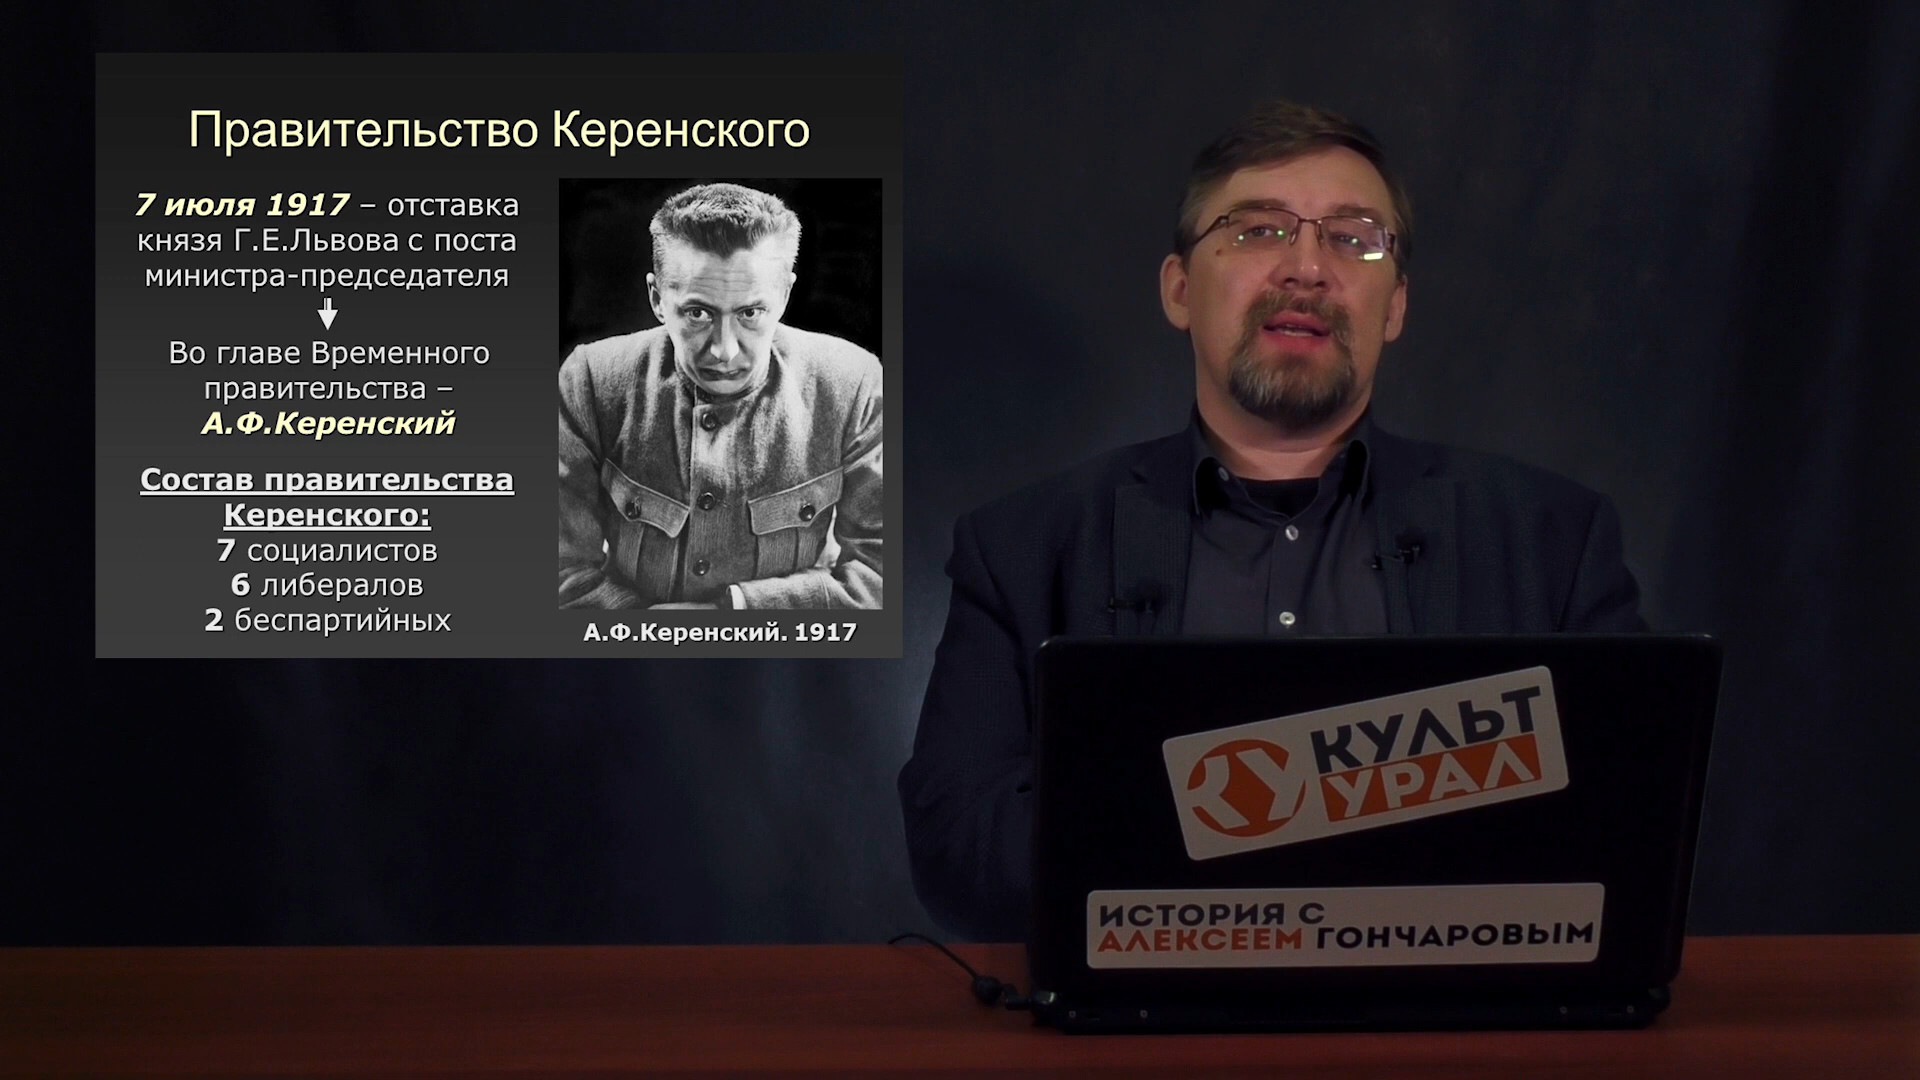 Правительство Керенского
7 июля 1917 – отставка
князя Г.Е.Львова с поста
министра-председателя
Во главе Временного
правительства –
А.Ф.Керенский
Состав правительства
Керенского:
7 социалистов
6 либералов
2 беспартийных
А.Ф.Керенский. 1917
КУ КУЛЬТ
УРАЛ
ИСТОРИЯ С
АЛЕКСЕЕМ ГОНЧАРОВЫМ